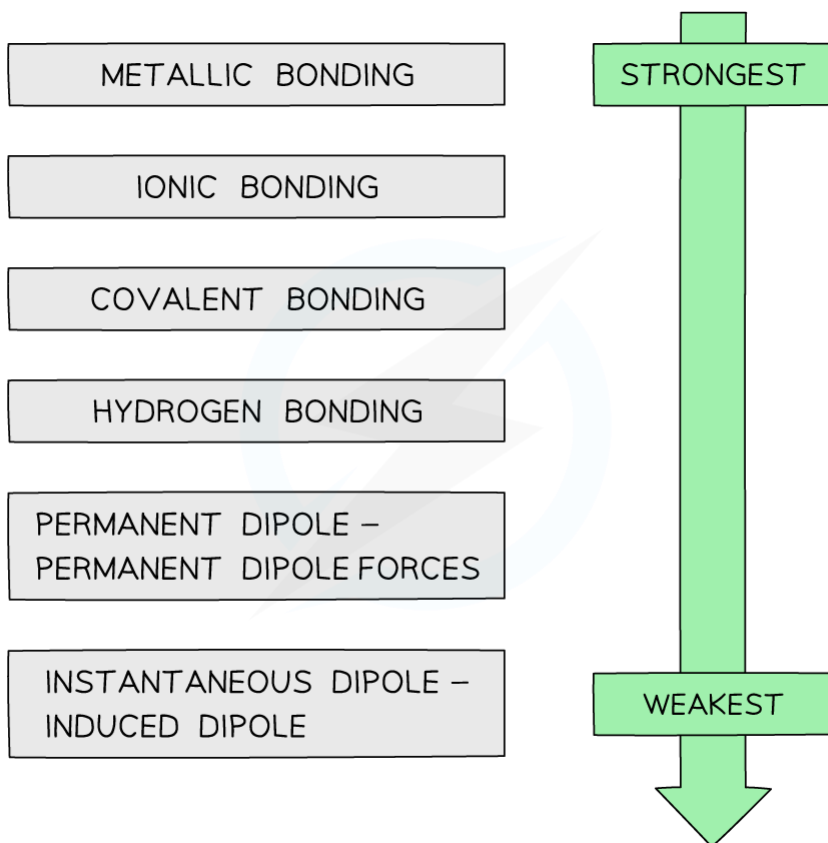 METALLIC BONDING
STRONGEST
IONIC BONDING
COVALENT BONDING
HYDROGEN BONDING
PERMANENT DIPOLE –
PERMANENT DIPOLE FORCES
INSTANTANEOUS DIPOLE –
INDUCED DIPOLE
WEAKEST